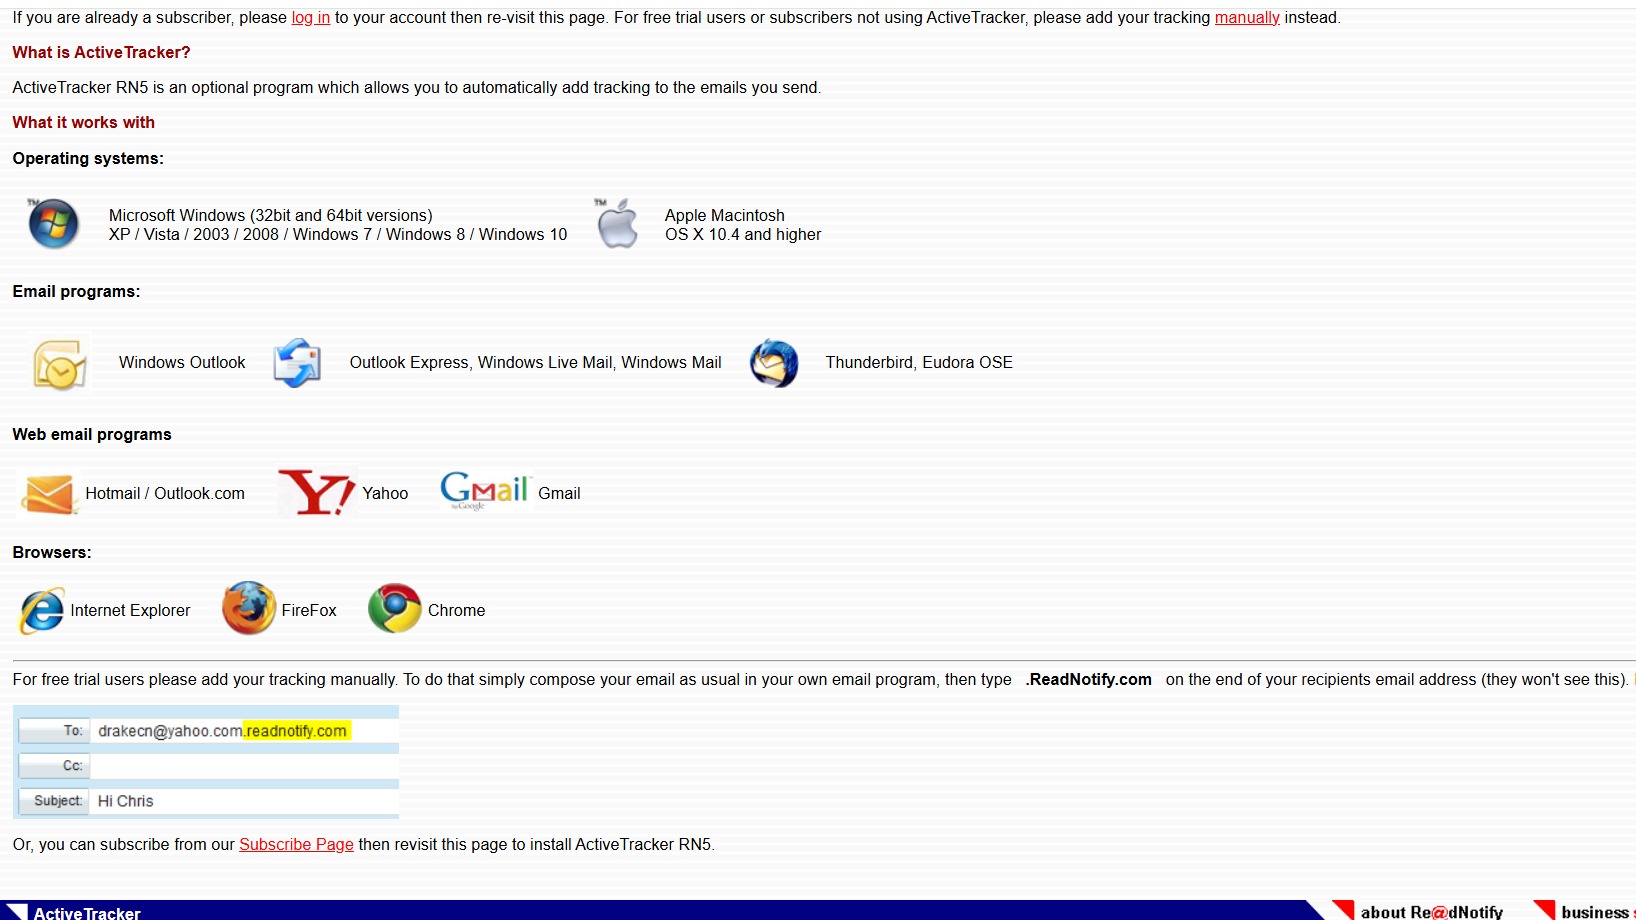 If you are already a subscriber, please log in to your account then re-visit this page. For free trial users or subscribers not using ActiveTracker, please add your tracking manually instead.
What is ActiveTracker?
ActiveTracker RN5 is an optional program which allows you to automatically add tracking to the emails you send.
What it works with
Operating systems:
TM
Microsoft Windows (32bit and 64bit versions)
XP / Vista / 2003 / 2008 / Windows 7 / Windows 8 / Windows 10
TM
Apple Macintosh
OS X 10.4 and higher
Email programs:
Windows Outlook
Outlook Express, Windows Live Mail, Windows Mail
Thunderbird, Eudora OSE
Web email programs
Hotmail / Outlook.com
Y! Yahoo
Gmail by Google Gmail
Browsers:
Internet Explorer
FireFox
Chrome
For free trial users please add your tracking manually. To do that simply compose your email as usual in your own email program, then type .ReadNotify.com on the end of your recipients email address (they won't see this).
To: drakecn@yahoo.com.readnotify.com
Cc:
Subject: Hi Chris
Or, you can subscribe from our Subscribe Page then revisit this page to install ActiveTracker RN5.
ActiveTracker
about Re@dNotify
business